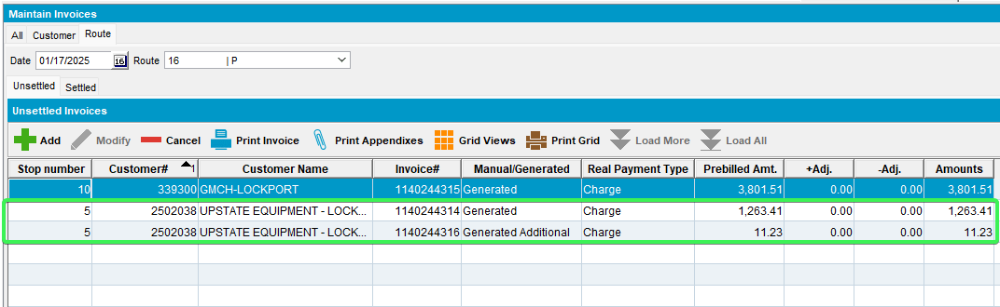 Maintain Invoices
All Customer Route
Date 01/17/2025 16 Route 16 | P
Unsettled Settled
Unsettled Invoices
Add Modify Cancel Print Invoice Print Appendixes Grid Views Print Grid Load More Load All
Stop number Customer# 1 Customer Name Invoice# Manual/Generated Real Payment Type Prebilled Amt. +Adj. -Adj. Amounts
10 339300 GMCH-LOCKPORT 1140244315 Generated Charge 3,801.51 0.00 0.00 3,801.51
5 2502038 UPSTATE EQUIPMENT - LOCK... 1140244314 Generated Charge 1,263.41 0.00 0.00 1,263.41
5 2502038 UPSTATE EQUIPMENT - LOCK... 1140244316 Generated Additional Charge 11.23 0.00 0.00 11.23